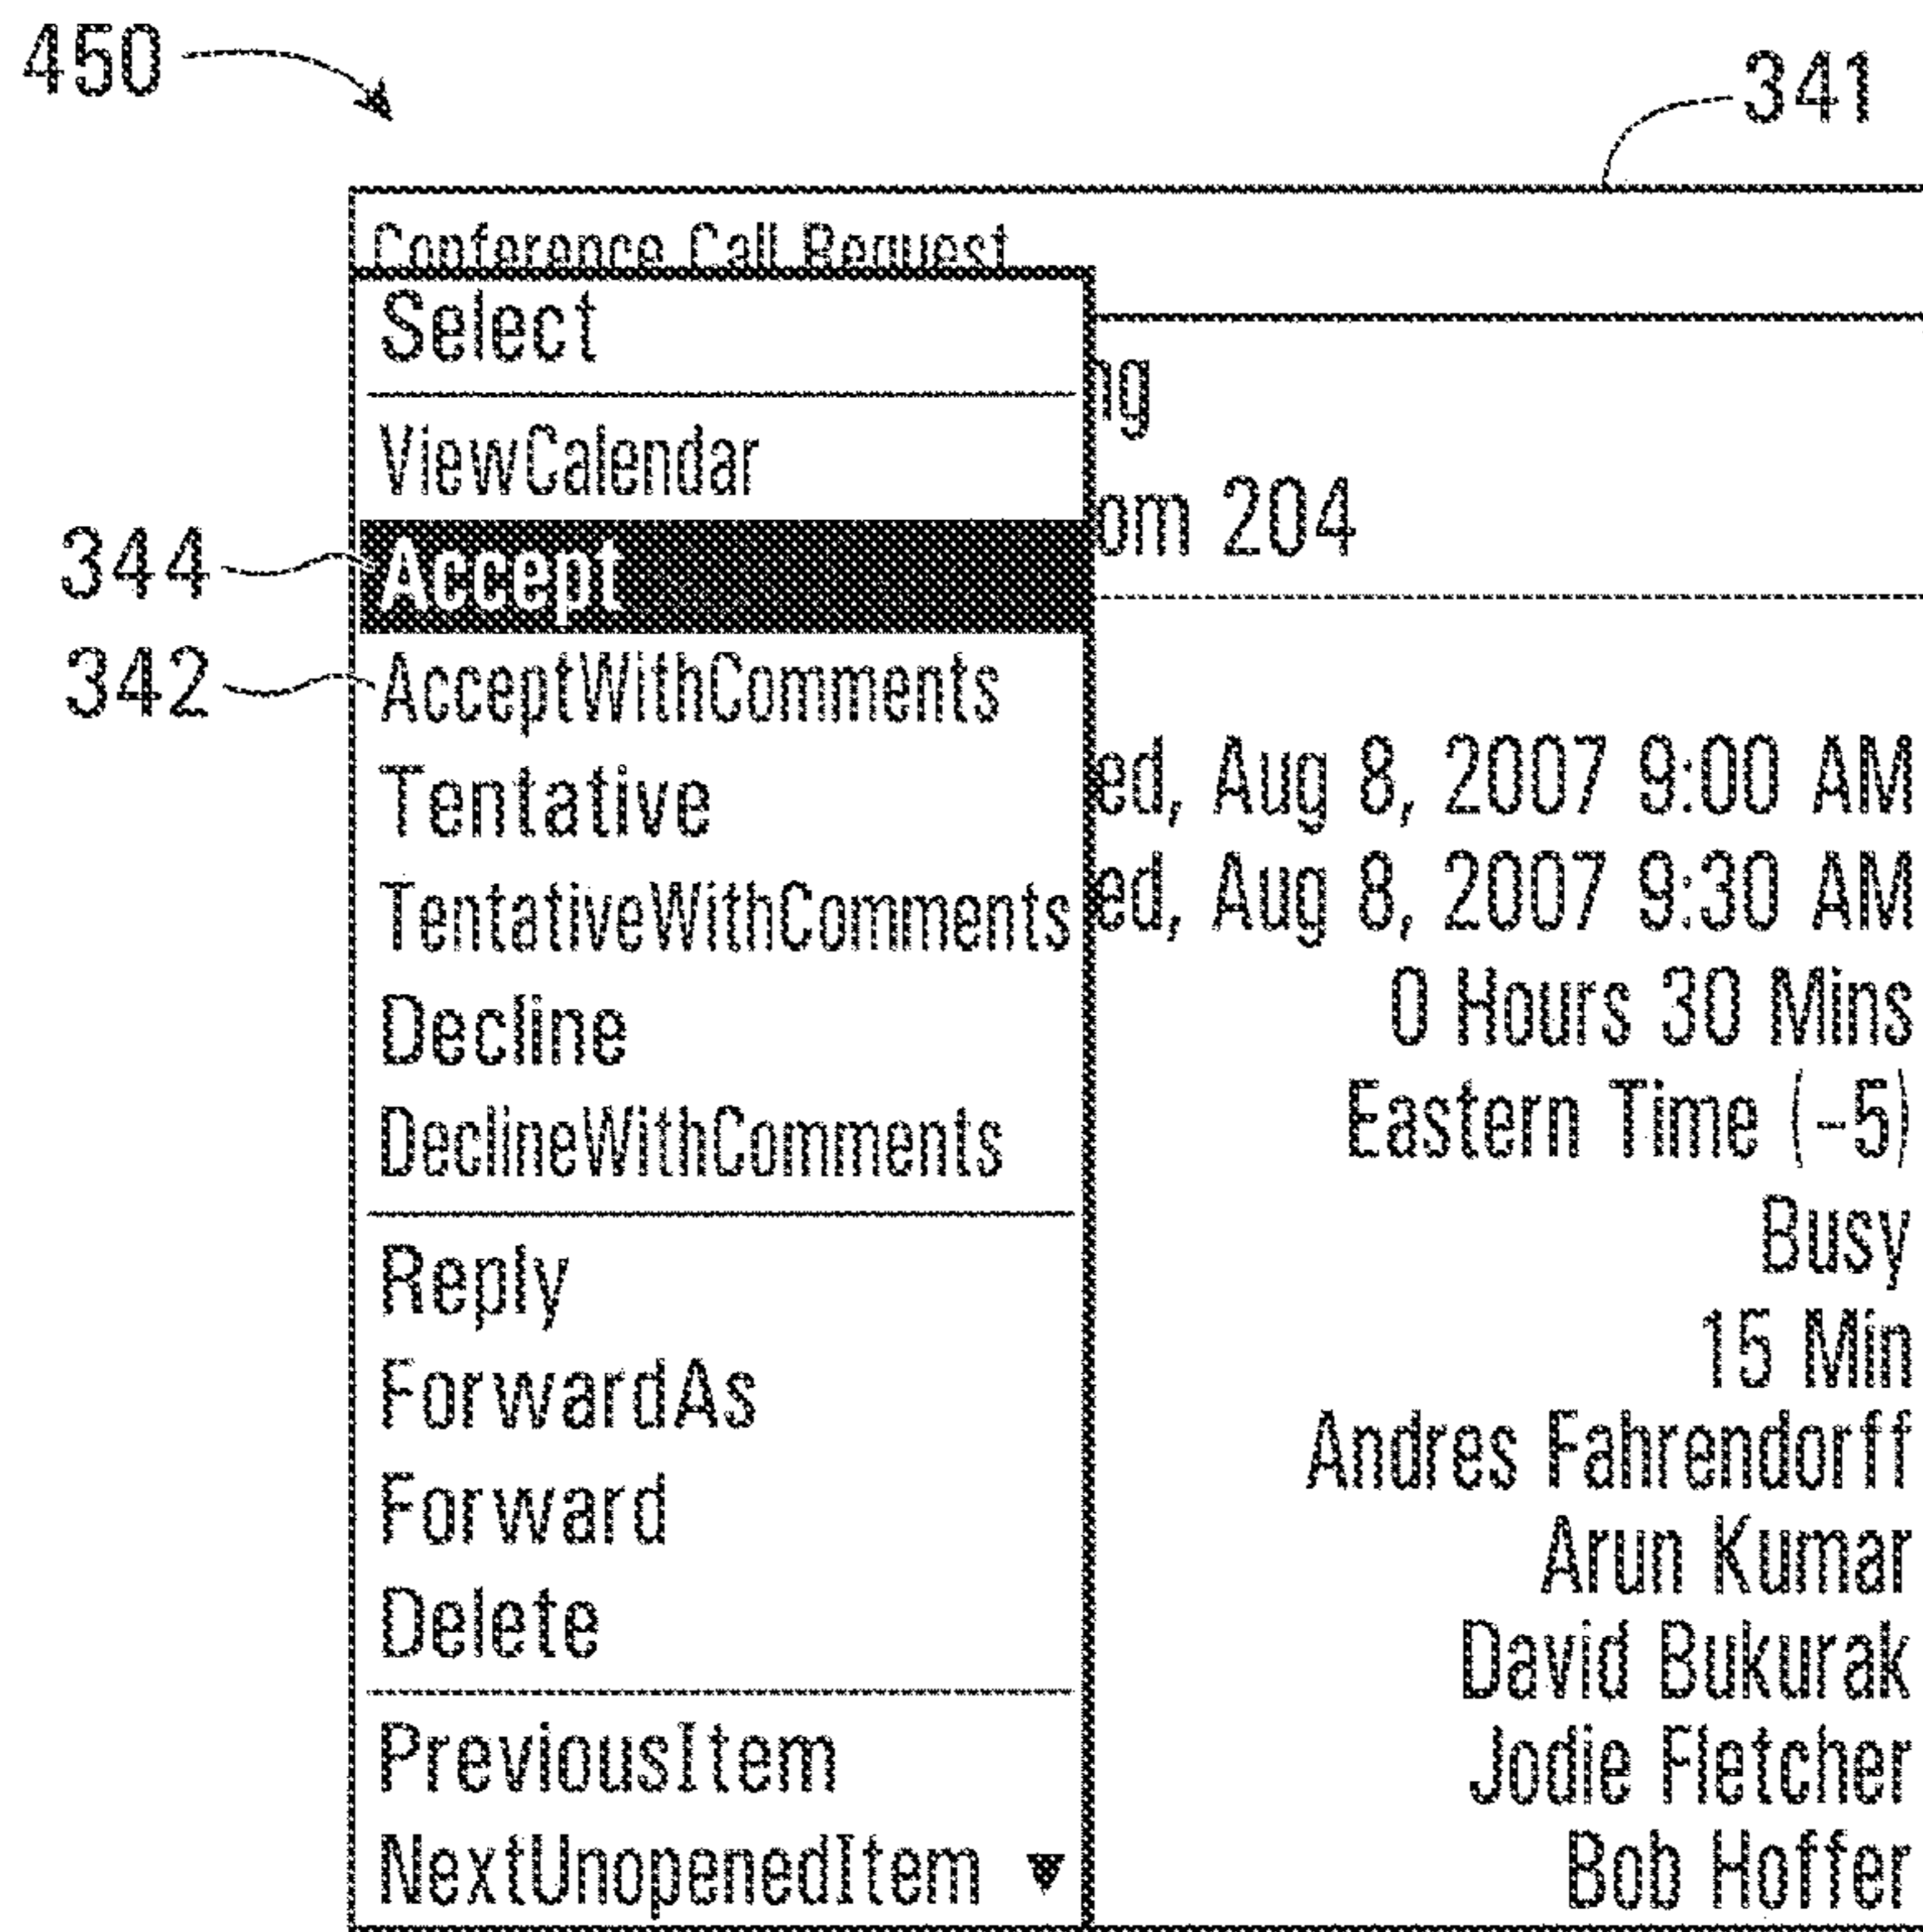 450
341
Conference Call Request
Select
ng
ViewCalendar
om 204
344
Accept
342
AcceptWithComments
Tentative
ed, Aug 8, 2007 9:00 AM
TentativeWithComments
ed, Aug 8, 2007 9:30 AM
Decline
0 Hours 30 Mins
DeclineWithComments
Eastern Time (-5)
Busy
Reply
15 Min
ForwardAs
Andres Fahrendorff
Forward
Arun Kumar
Delete
David Bukurak
PreviousItem
Jodie Fletcher
NextUnopenedItem ▼
Bob Hoffer